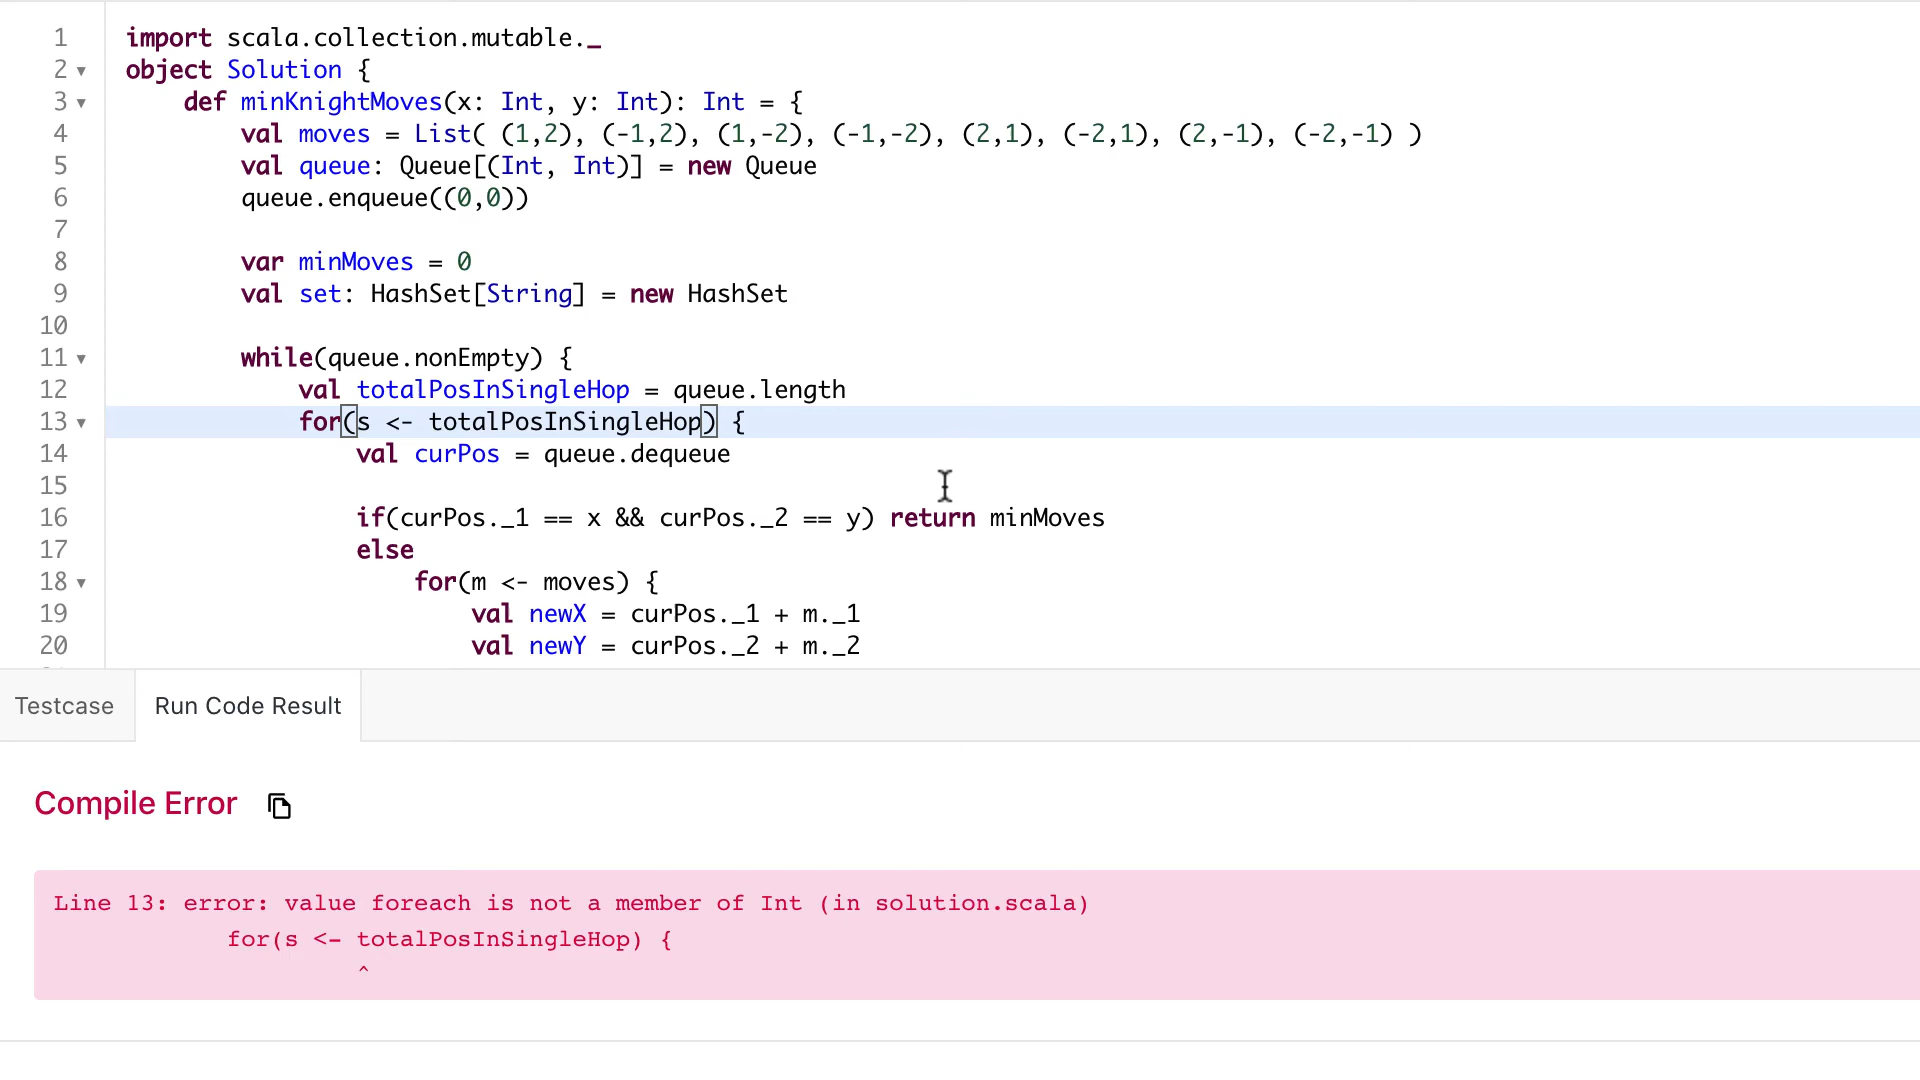 1 import scala.collection.mutable._
2 object Solution {
3 def minKnightMoves(x: Int, y: Int): Int = {
4 val moves = List( (1,2), (-1,2), (1,-2), (-1,-2), (2,1), (-2,1), (2,-1), (-2,-1) )
5 val queue: Queue[(Int, Int)] = new Queue
6 queue.enqueue((0,0))
7
8 var minMoves = 0
9 val set: HashSet[String] = new HashSet
10
11 while(queue.nonEmpty) {
12 val totalPosInSingleHop = queue.length
13 for(s <- totalPosInSingleHop) {
14 val curPos = queue.dequeue
15
16 if(curPos._1 == x && curPos._2 == y) return minMoves
17 else
18 for(m <- moves) {
19 val newX = curPos._1 + m._1
20 val newY = curPos._2 + m._2
Testcase Run Code Result
Compile Error
Line 13: error: value foreach is not a member of Int (in solution.scala)
for(s <- totalPosInSingleHop) {
^